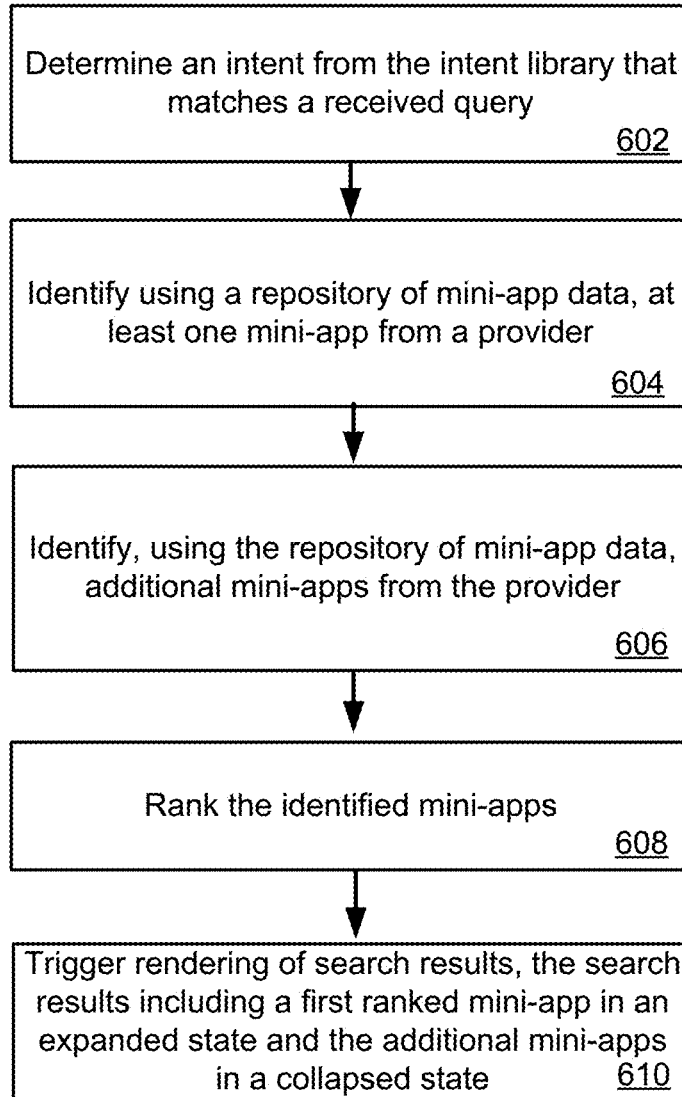 Determine an intent from the intent library that
matches a received query
602
Identify using a repository of mini-app data, at
least one mini-app from a provider
604
Identify, using the repository of mini-app data,
additional mini-apps from the provider
606
Rank the identified mini-apps
608
Trigger rendering of search results, the search
results including a first ranked mini-app in an
expanded state and the additional mini-apps
in a collapsed state 610